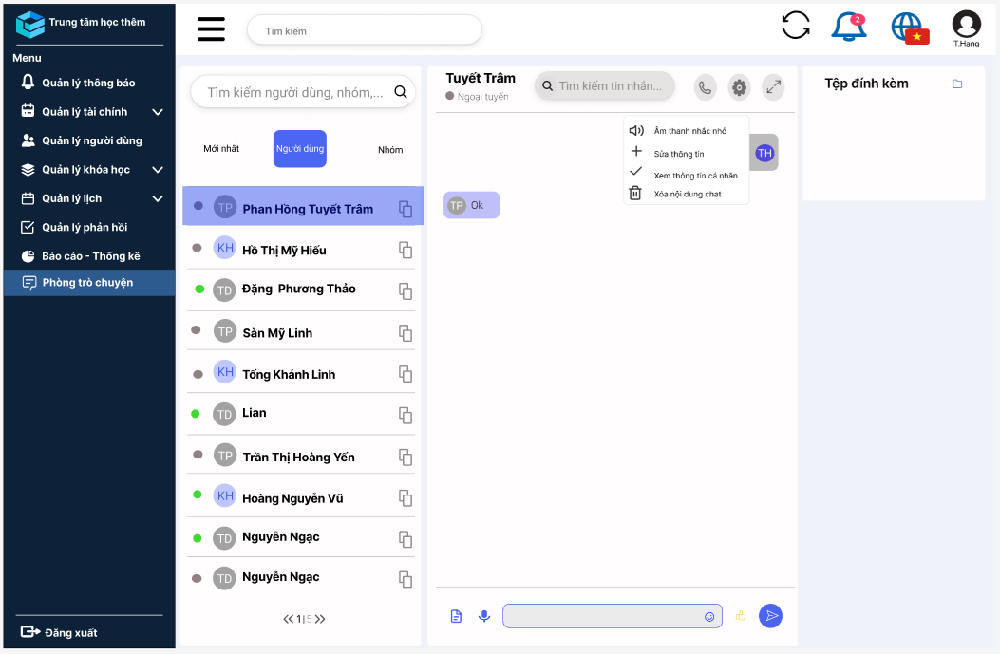 Trung tâm học thêm
Menu
Quản lý thông báo
Quản lý tài chính
Quản lý người dùng
Quản lý khóa học
Quản lý lịch
Quản lý phản hồi
Báo cáo - Thống kê
Phòng trò chuyện
Đăng xuất
Tìm kiếm
2
T.Hang
Tìm kiếm người dùng, nhóm,...
Mới nhất
Người dùng
Nhóm
TP Phan Hồng Tuyết Trâm
KH Hồ Thị Mỹ Hiếu
TD Đặng Phương Thảo
TP Sàn Mỹ Linh
KH Tống Khánh Linh
TD Lian
TP Trần Thị Hoàng Yến
KH Hoàng Nguyễn Vũ
TD Nguyễn Ngạc
TD Nguyễn Ngạc
1|5
Tuyết Trâm
Ngoại tuyến
Tìm kiếm tin nhắn...
Âm thanh nhắc nhở
Sửa thông tin
Xem thông tin cá nhân
Xóa nội dung chat
TH
TP Ok
Tệp đính kèm